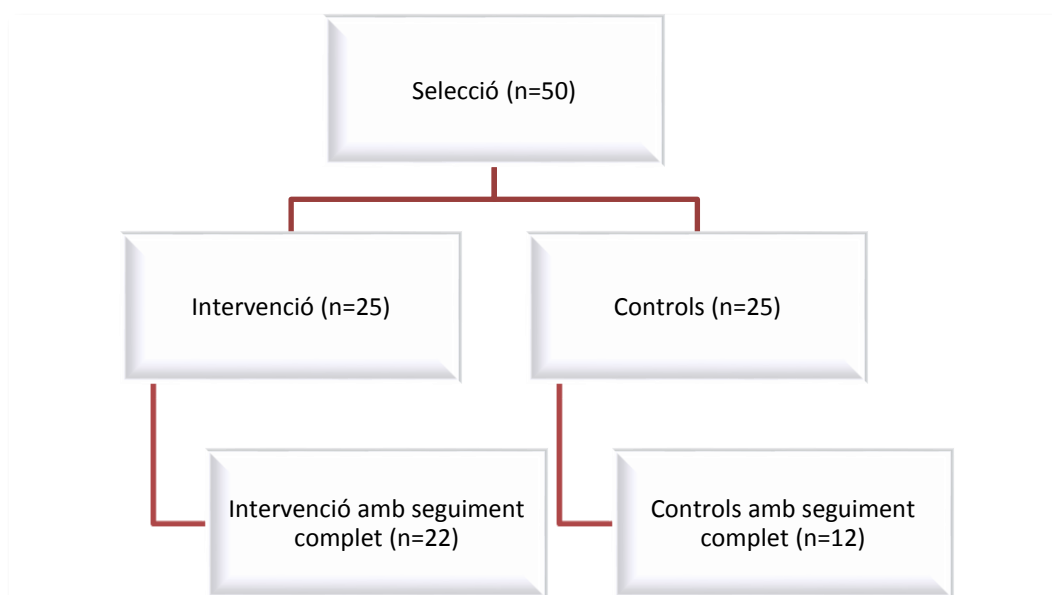 Selecció (n=50)
Intervenció (n=25)
Controls (n=25)
Intervenció amb seguiment
complet (n=22)
Controls amb seguiment
complet (n=12)